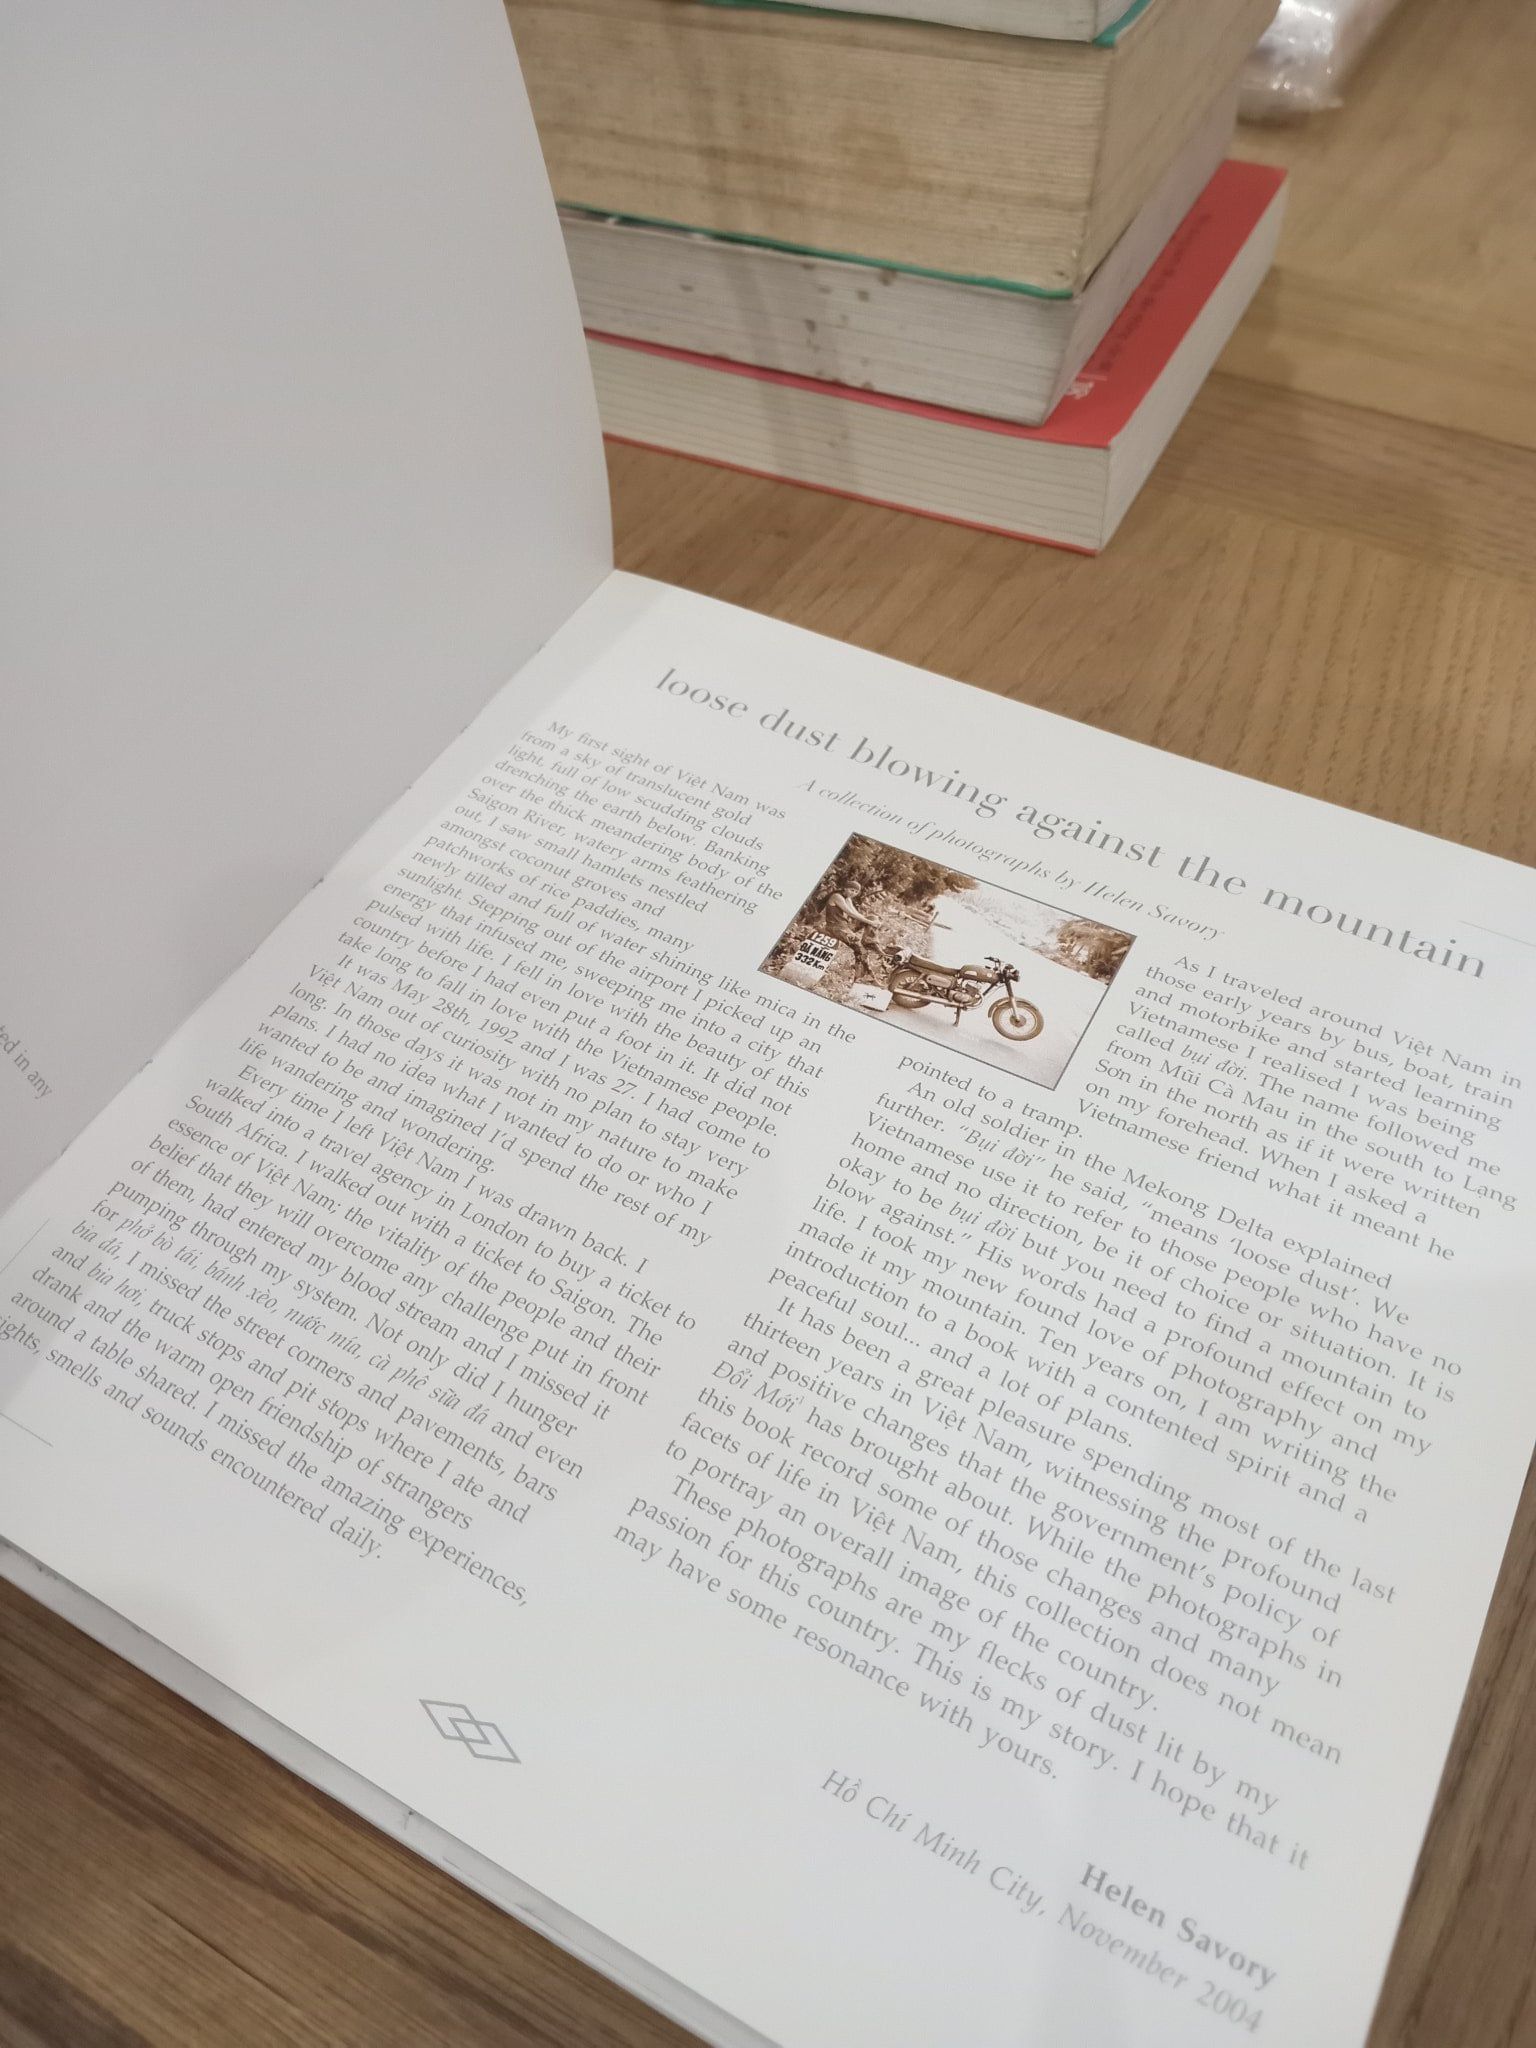 loose dust blowing against the mountain
A collection of photographs by Helen Savory
My first sight of Việt Nam was
from a sky of translucent gold
light, full of low scudding clouds
drenching the earth below. Banking
over the thick meandering body of the
Saigon River, watery arms feathering
out, I saw small hamlets nestled
amongst coconut groves and
patchworks of rice paddies, many
newly tilled and full of water shining like mica in the
sunlight. Stepping out of the airport I picked up an
energy that infused me, sweeping me into a city that
pulsed with life. I fell in love with the beauty of this
country before I had even put a foot in it. It did not
take long to fall in love with the Vietnamese people.
It was May 28th, 1992 and I was 27. I had come to
Việt Nam out of curiosity with no plan to stay very
long. In those days it was not in my nature to make
plans. I had no idea what I wanted to do or who I
wanted to be and imagined I'd spend the rest of my
life wandering and wondering.
Every time I left Việt Nam I was drawn back. I
walked into a travel agency in London to buy a ticket to
South Africa. I walked out with a ticket to Saigon. The
essence of Việt Nam; the vitality of the people and their
belief that they will overcome any challenge put in front
of them, had entered my blood stream and I missed it
pumping through my system. Not only did I hunger
for phở bò tái, bánh xèo, nước mía, cà phê sữa đá and even
bia đá, I missed the street corners and pavements, bars
and bia hơi, truck stops and pit stops where I ate and
drank and the warm open friendship of strangers
around a table shared. I missed the amazing experiences,
sights, smells and sounds encountered daily.
1259
ĐÀ NẴNG
332Km
As I traveled around Việt Nam in
those early years by bus, boat, train
and motorbike and started learning
Vietnamese I realised I was being
called bụi đời. The name followed me
from Mũi Cà Mau in the south to Lạng
Sơn in the north as if it were written
on my forehead. When I asked a
Vietnamese friend what it meant he
pointed to a tramp.
An old soldier in the Mekong Delta explained
further. "Bụi đời" he said, "means 'loose dust'. We
Vietnamese use it to refer to those people who have no
home and no direction, be it of choice or situation. It is
okay to be bụi đời but you need to find a mountain to
blow against." His words had a profound effect on my
life. I took my new found love of photography and
made it my mountain. Ten years on, I am writing the
introduction to a book with a contented spirit and a
peaceful soul... and a lot of plans.
It has been a great pleasure spending most of the last
thirteen years in Việt Nam, witnessing the profound
and positive changes that the government's policy of
Đổi Mới¹ has brought about. While the photographs in
this book record some of those changes and many
facets of life in Việt Nam, this collection does not mean
to portray an overall image of the country.
These photographs are my flecks of dust lit by my
passion for this country. This is my story. I hope that it
may have some resonance with yours.
Helen Savory
Hồ Chí Minh City, November 2004
ted in any